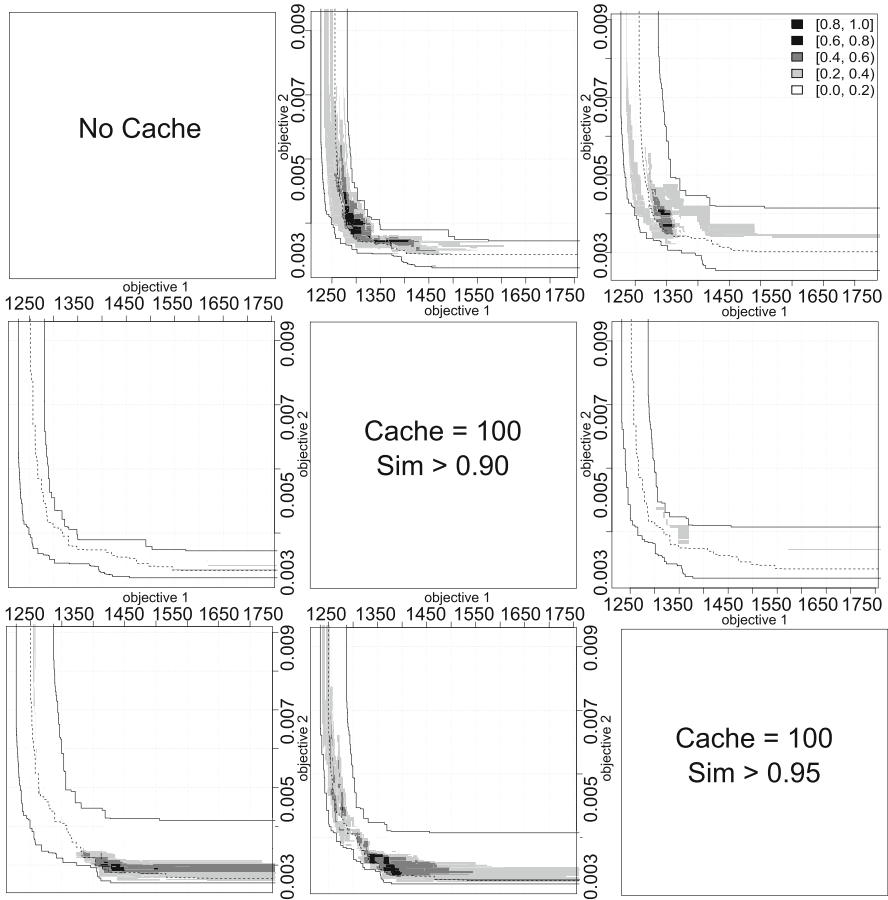 No Cache
objective 2
0.003 0.005 0.007 0.009
1250 1350 1450 1550 1650 1750
objective 1
objective 2
0.003 0.005 0.007 0.009
1250 1350 1450 1550 1650 1750
objective 1
[0.8, 1.0]
[0.6, 0.8)
[0.4, 0.6)
[0.2, 0.4)
[0.0, 0.2)
objective 1
1250 1350 1450 1550 1650 1750
0.003 0.005 0.007 0.009
objective 2
Cache = 100
Sim > 0.90
objective 2
0.003 0.005 0.007 0.009
1250 1350 1450 1550 1650 1750
objective 1
objective 1
1250 1350 1450 1550 1650 1750
0.003 0.005 0.007 0.009
objective 2
objective 1
1250 1350 1450 1550 1650 1750
0.003 0.005 0.007 0.009
objective 2
Cache = 100
Sim > 0.95